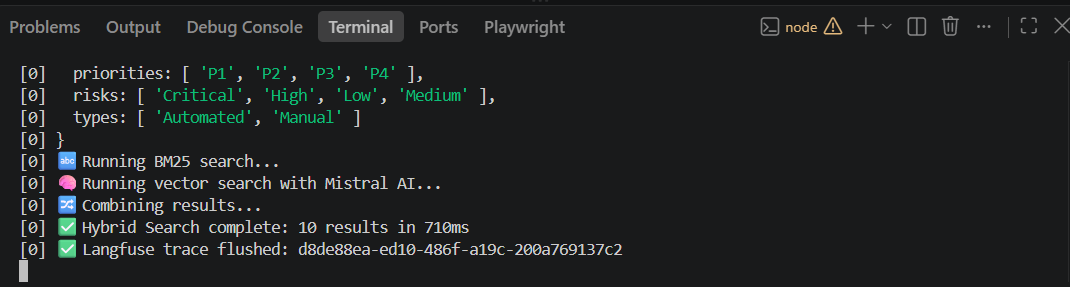 Problems Output Debug Console Terminal Ports Playwright node
[0]   priorities: [ 'P1', 'P2', 'P3', 'P4' ],
[0]   risks: [ 'Critical', 'High', 'Low', 'Medium' ],
[0]   types: [ 'Automated', 'Manual' ]
[0] }
[0] 🔤 Running BM25 search...
[0] 🧠 Running vector search with Mistral AI...
[0] 🔀 Combining results...
[0] ✅ Hybrid Search complete: 10 results in 710ms
[0] ✅ Langfuse trace flushed: d8de88ea-ed10-486f-a19c-200a769137c2